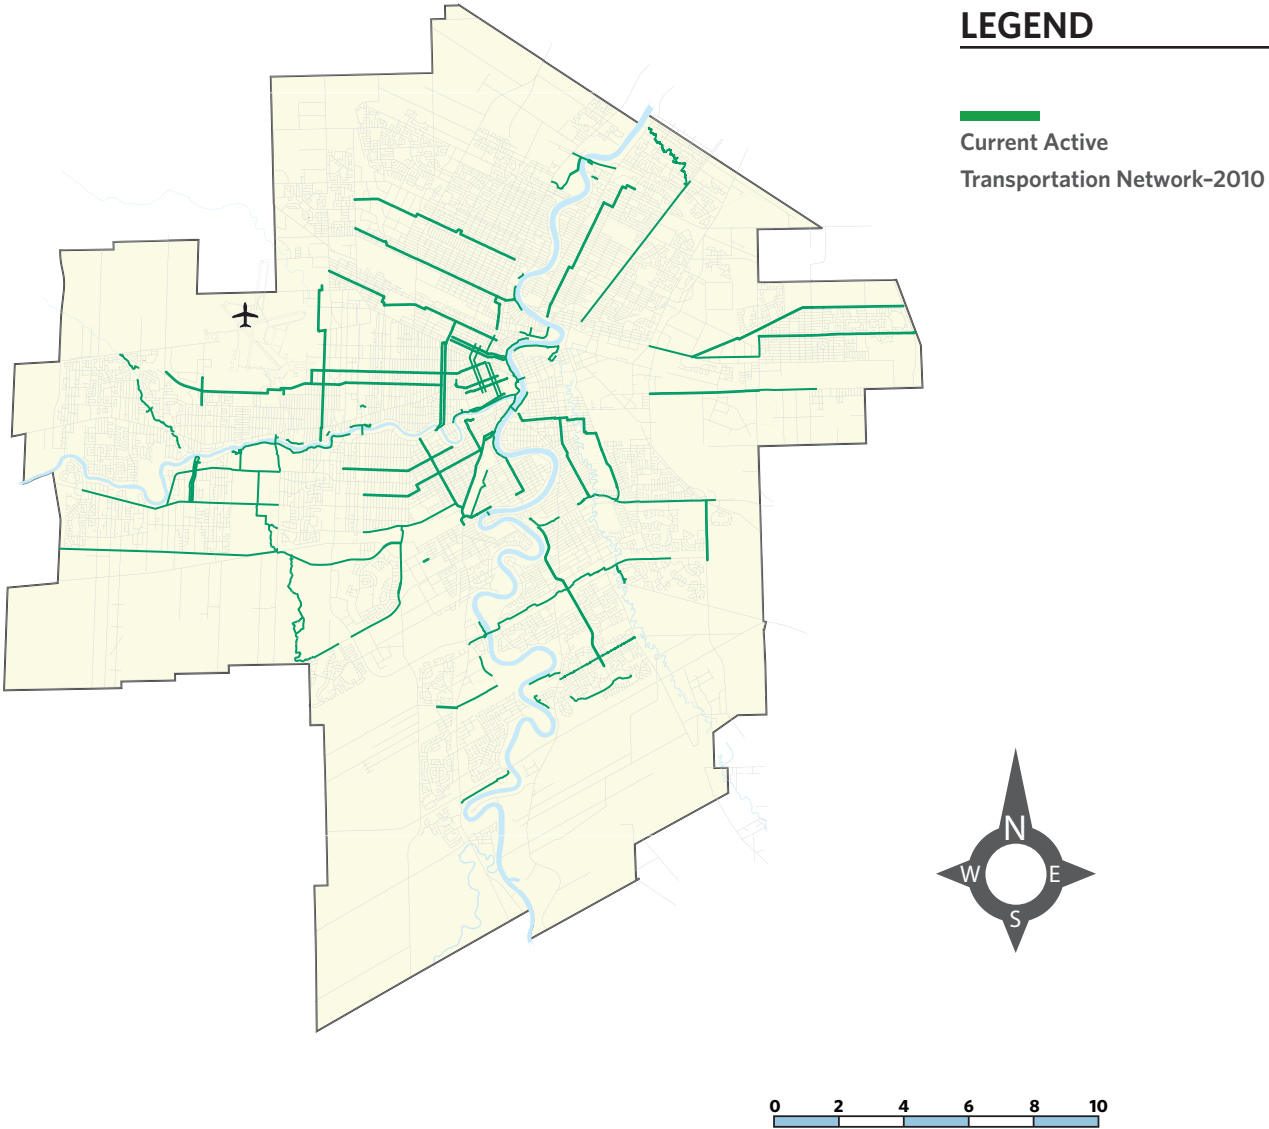 LEGEND
Current Active
Transportation Network–2010
N
W E
S
0 2 4 6 8 10